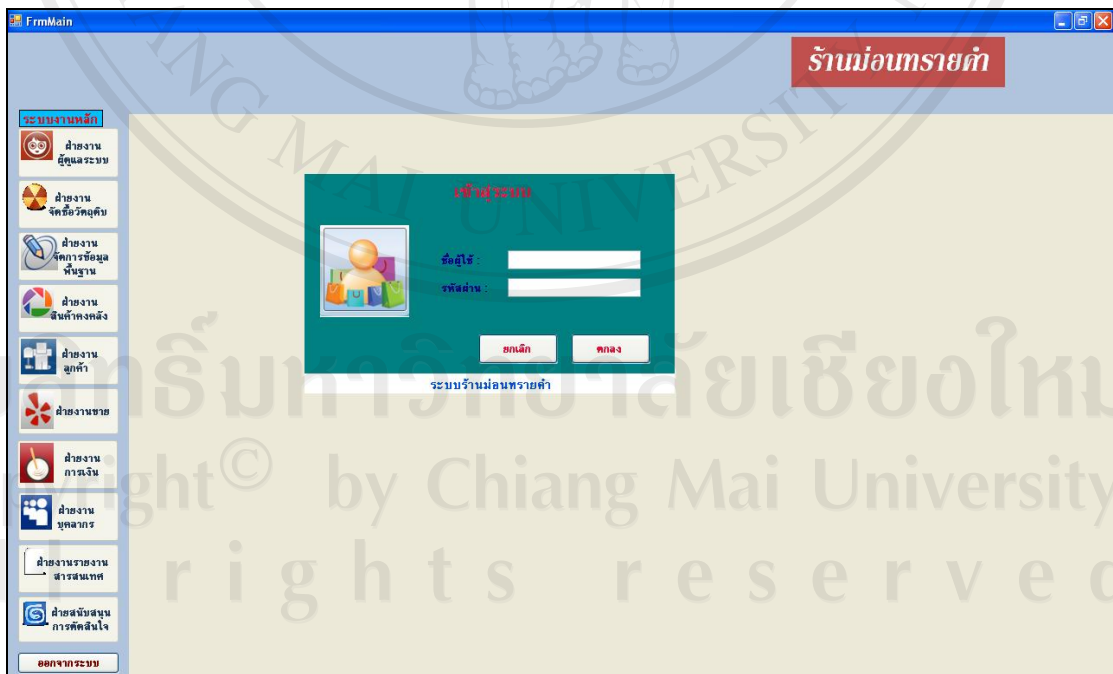 FrmMain
ร้านม่อนทรายคำ
ระบบงานหลัก
ฝ่ายงาน
ผู้ดูแลระบบ
ฝ่ายงาน
จัดซื้อวัตถุดิบ
ฝ่ายงาน
จัดการข้อมูล
พื้นฐาน
ฝ่ายงาน
สินค้าคงคลัง
ฝ่ายงาน
ลูกค้า
ฝ่ายงานขาย
ฝ่ายงาน
การเงิน
ฝ่ายงาน
บุคลากร
ฝ่ายงานรายงาน
สารสนเทศ
ฝ่ายสนับสนุน
การตัดสินใจ
ออกจากระบบ
เข้าสู่ระบบ
ชื่อผู้ใช้ :
รหัสผ่าน :
ยกเลิก ตกลง
ระบบร้านม่อนทรายคำ
ANG MAI UNIVERSITY
ลิขสิทธิ์มหาวิทยาลัยเชียงใหม่
Copyright© by Chiang Mai University
All rights reserved